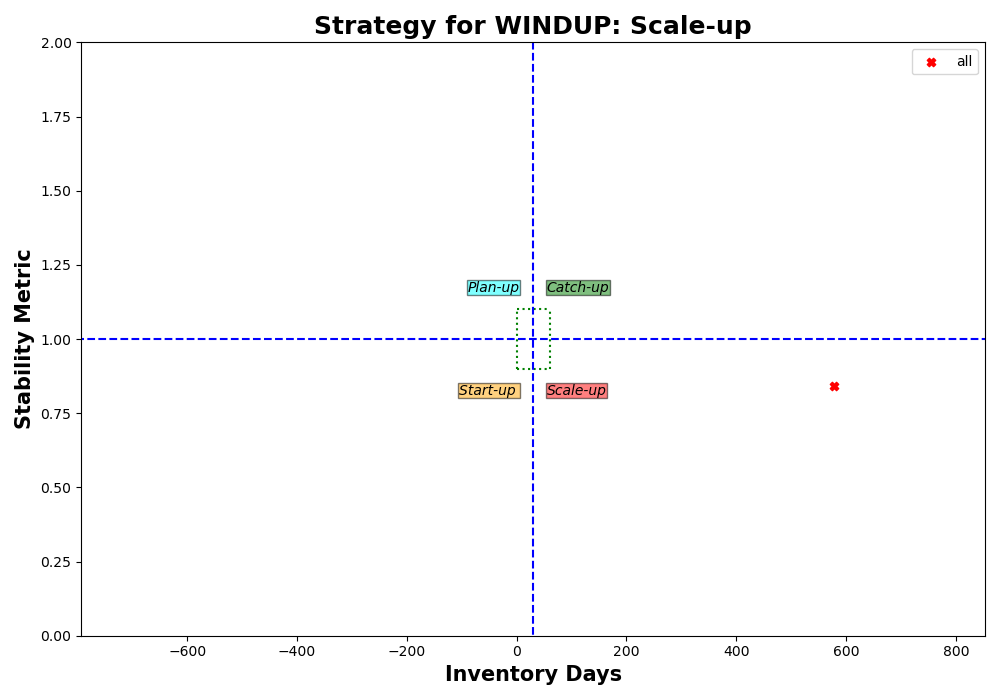 Strategy for WINDUP: Scale-up
all
2.00
1.75
1.50
1.25
1.00
0.75
0.50
0.25
0.00
Stability Metric
Plan-up
Catch-up
Start-up
Scale-up
−600
−400
−200
0
200
400
600
800
Inventory Days